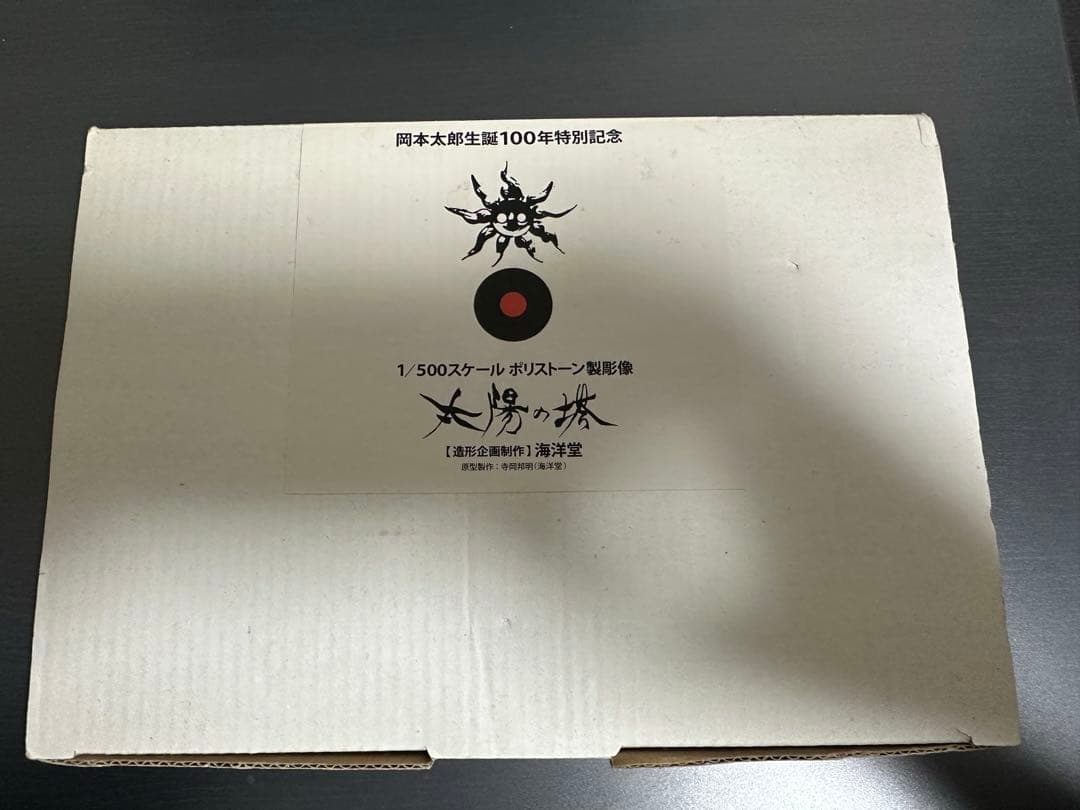 岡本太郎生誕100年特別記念
1/500スケール ポリストーン製彫像
太陽の塔
【造形企画制作】海洋堂
原型製作：寺岡邦明（海洋堂）